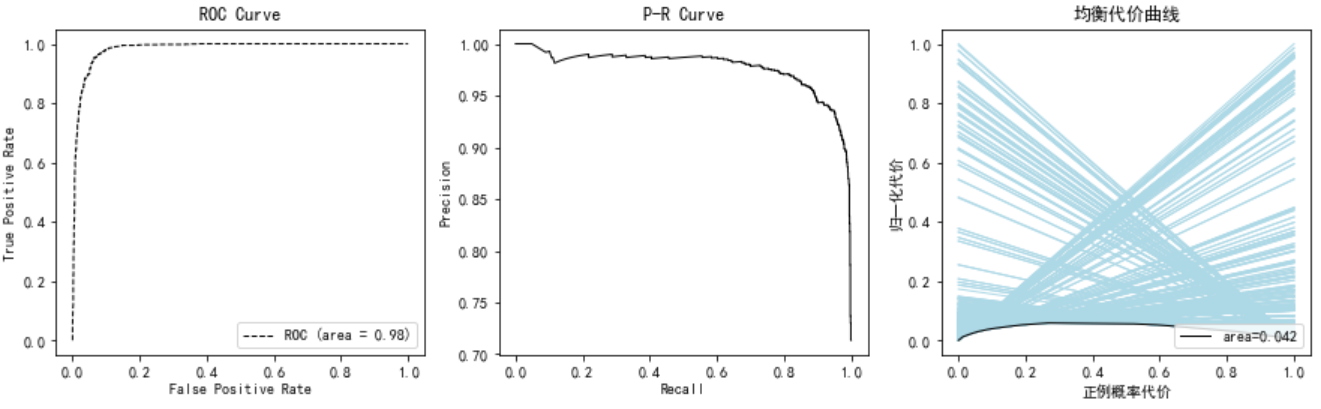 ROC Curve
1.0
0.8
0.6
0.4
0.2
0.0
True Positive Rate
ROC (area = 0.98)
0.0 0.2 0.4 0.6 0.8 1.0
False Positive Rate
P-R Curve
1.00
0.95
0.90
0.85
0.80
0.75
0.70
Precision
0.0 0.2 0.4 0.6 0.8 1.0
Recall
均衡代价曲线
1.0
0.8
0.6
0.4
0.2
0.0
归一化代价
area=0.042
0.0 0.2 0.4 0.6 0.8 1.0
正例概率代价